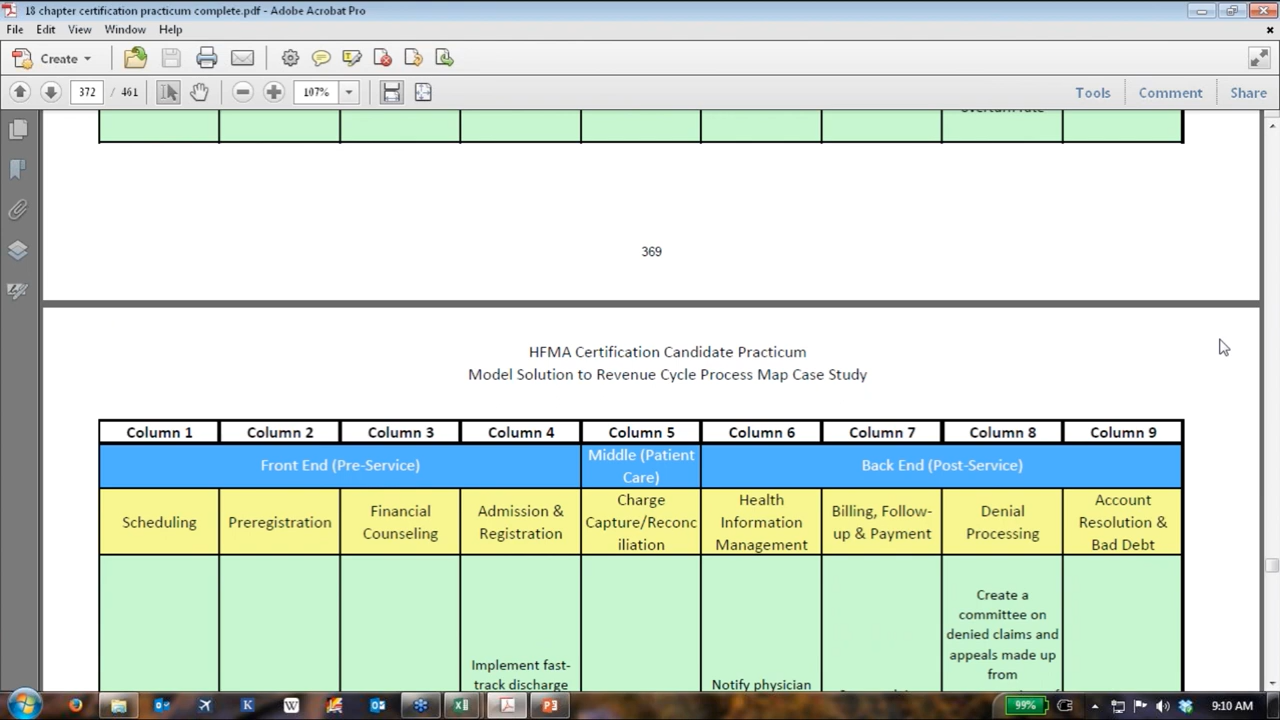 18 chapter certification practicum complete.pdf - Adobe Acrobat Pro
File Edit View Window Help
Create
372 / 461 107% Tools Comment Share
369
HFMA Certification Candidate Practicum
Model Solution to Revenue Cycle Process Map Case Study
Column 1 Column 2 Column 3 Column 4 Column 5 Column 6 Column 7 Column 8 Column 9
Front End (Pre-Service)
Middle (Patient
Care)
Back End (Post-Service)
Scheduling
Preregistration
Financial
Counseling
Admission &
Registration
Charge
Capture/Reconc
iliation
Health
Information
Management
Billing, Follow-
up & Payment
Denial
Processing
Account
Resolution &
Bad Debt
Implement fast-
track discharge
Notify physician
Create a
committee on
denied claims and
appeals made up
from
99% 9:10 AM